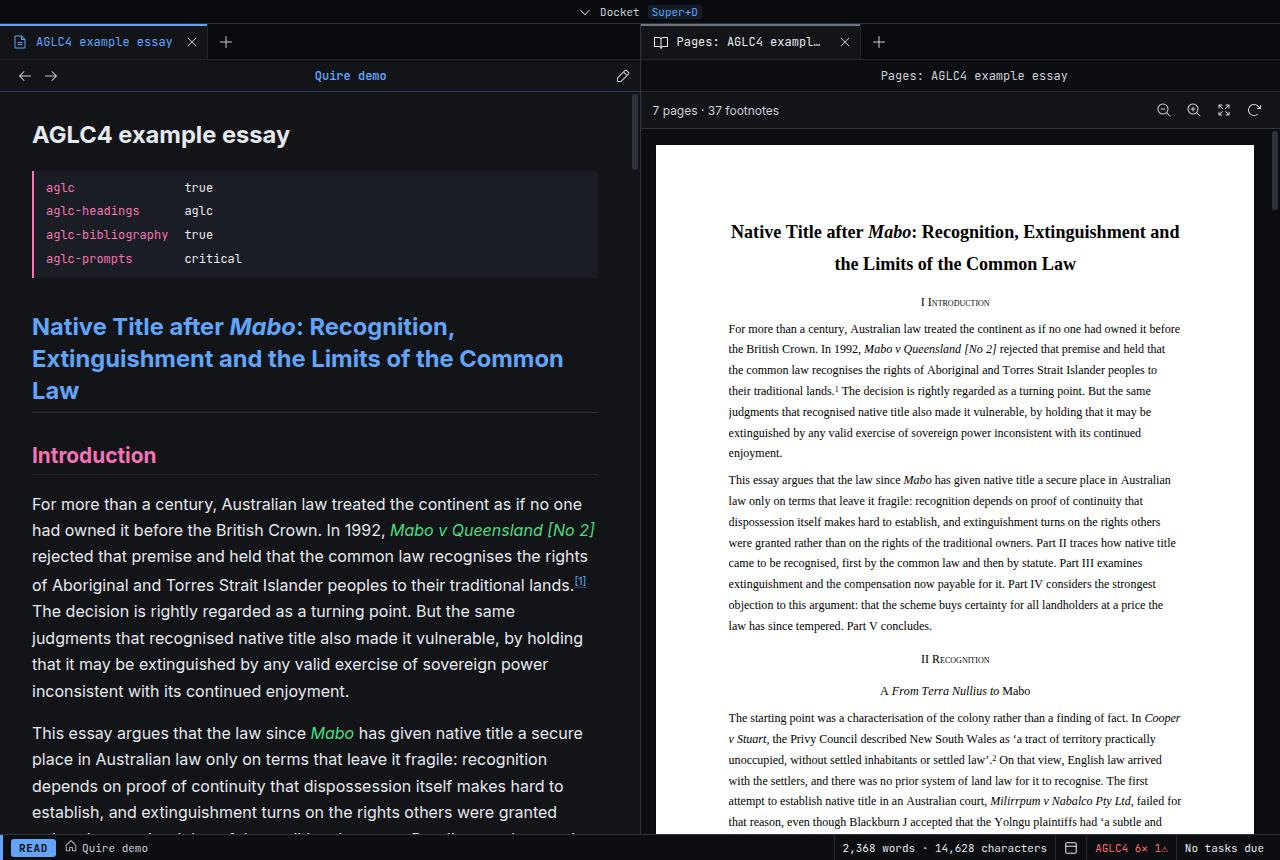 Docket Super+D
AGLC4 example essay
Pages: AGLC4 exampl…
Quire demo
Pages: AGLC4 example essay
AGLC4 example essay
aglc true
aglc-headings aglc
aglc-bibliography true
aglc-prompts critical
Native Title after Mabo: Recognition,
Extinguishment and the Limits of the Common
Law
Introduction
For more than a century, Australian law treated the continent as if no one
had owned it before the British Crown. In 1992, Mabo v Queensland [No 2]
rejected that premise and held that the common law recognises the rights
of Aboriginal and Torres Strait Islander peoples to their traditional lands.[1]
The decision is rightly regarded as a turning point. But the same
judgments that recognised native title also made it vulnerable, by holding
that it may be extinguished by any valid exercise of sovereign power
inconsistent with its continued enjoyment.
This essay argues that the law since Mabo has given native title a secure
place in Australian law only on terms that leave it fragile: recognition
depends on proof of continuity that dispossession itself makes hard to
establish, and extinguishment turns on the rights others were granted
7 pages · 37 footnotes
Native Title after Mabo: Recognition, Extinguishment and
the Limits of the Common Law
I Introduction
For more than a century, Australian law treated the continent as if no one had owned it before
the British Crown. In 1992, Mabo v Queensland [No 2] rejected that premise and held that
the common law recognises the rights of Aboriginal and Torres Strait Islander peoples to
their traditional lands.1 The decision is rightly regarded as a turning point. But the same
judgments that recognised native title also made it vulnerable, by holding that it may be
extinguished by any valid exercise of sovereign power inconsistent with its continued
enjoyment.
This essay argues that the law since Mabo has given native title a secure place in Australian
law only on terms that leave it fragile: recognition depends on proof of continuity that
dispossession itself makes hard to establish, and extinguishment turns on the rights others
were granted rather than on the rights of the traditional owners. Part II traces how native title
came to be recognised, first by the common law and then by statute. Part III examines
extinguishment and the compensation now payable for it. Part IV considers the strongest
objection to this argument: that the scheme buys certainty for all landholders at a price the
law has since tempered. Part V concludes.
II Recognition
A From Terra Nullius to Mabo
The starting point was a characterisation of the colony rather than a finding of fact. In Cooper
v Stuart, the Privy Council described New South Wales as ‘a tract of territory practically
unoccupied, without settled inhabitants or settled law’.2 On that view, English law arrived
with the settlers, and there was no prior system of land law for it to recognise. The first
attempt to establish native title in an Australian court, Milirrpum v Nabalco Pty Ltd, failed for
that reason, even though Blackburn J accepted that the Yolngu plaintiffs had ‘a subtle and
READ Quire demo
2,368 words · 14,628 characters
AGLC4 6× 1⚠
No tasks due